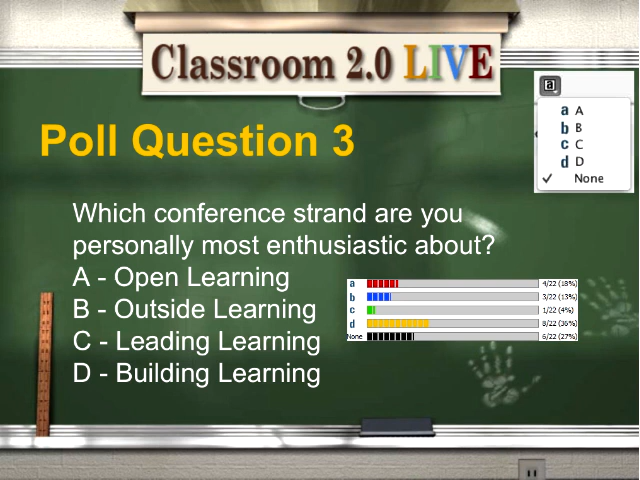 Classroom 2.0 LIVE
a
a A
b B
c C
d D
None
Poll Question 3
Which conference strand are you
personally most enthusiastic about?
A - Open Learning
B - Outside Learning
C - Leading Learning
D - Building Learning
a 4/22 (18%)
b 3/22 (13%)
c 1/22 (4%)
d 8/22 (36%)
None 6/22 (27%)